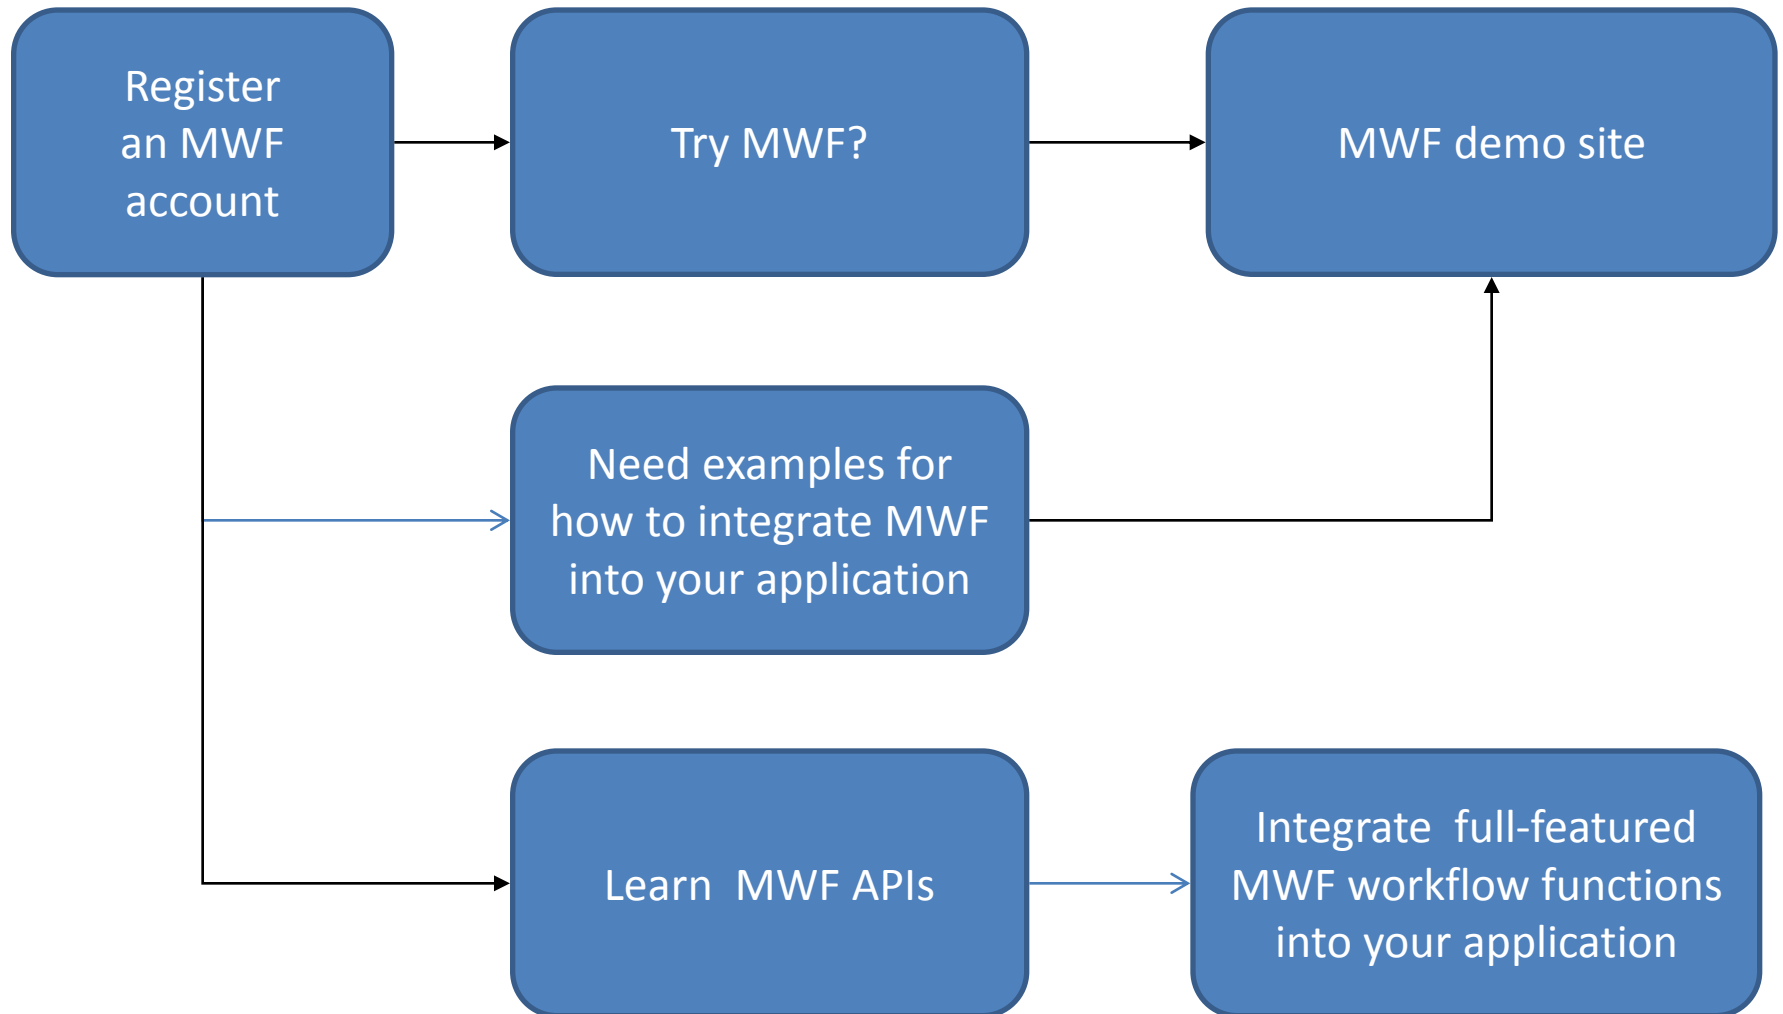 Register
an MWF
account
Try MWF?
MWF demo site
Need examples for
how to integrate MWF
into your application
Learn  MWF APIs
Integrate  full-featured
MWF workflow functions
into your application